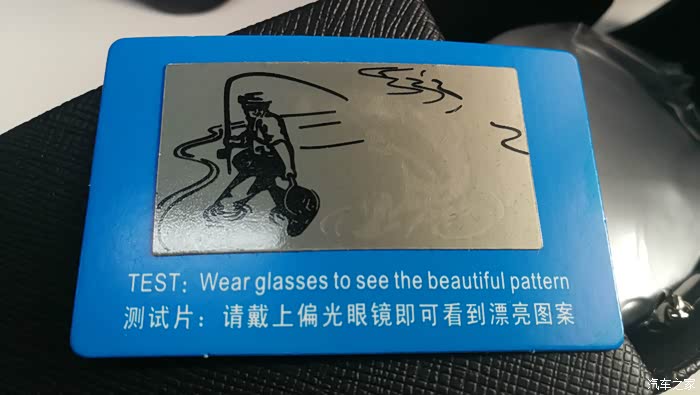 TEST: Wear glasses to see the beautiful pattern
测试片：请戴上偏光眼镜即可看到漂亮图案
汽车之家